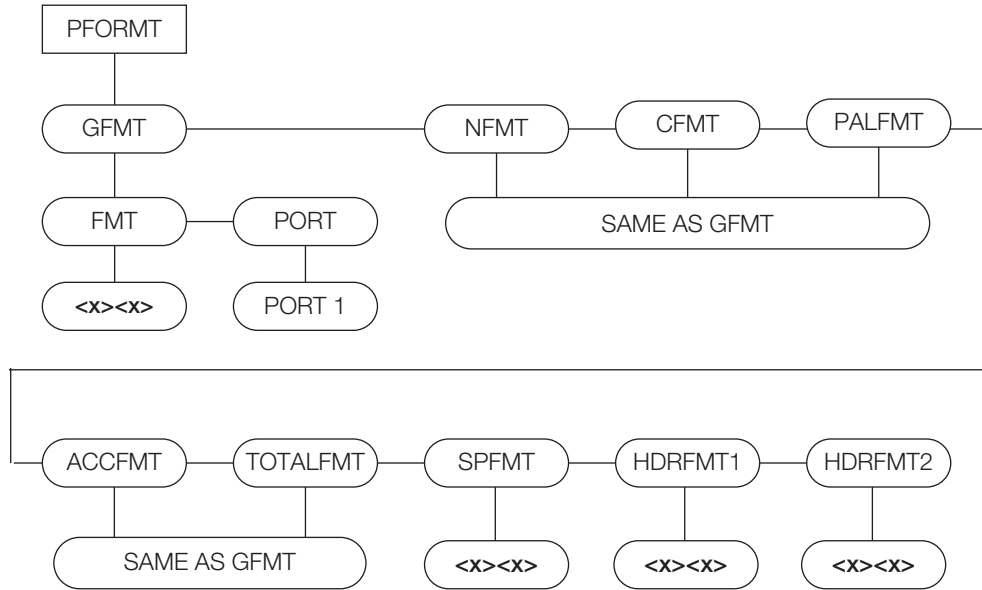 PFORMT
GFMT
NFMT
CFMT
PALFMT
FMT
PORT
SAME AS GFMT
<x><x>
PORT 1
ACCFMT
TOTALFMT
SPFMT
HDRFMT1
HDRFMT2
SAME AS GFMT
<x><x>
<x><x>
<x><x>